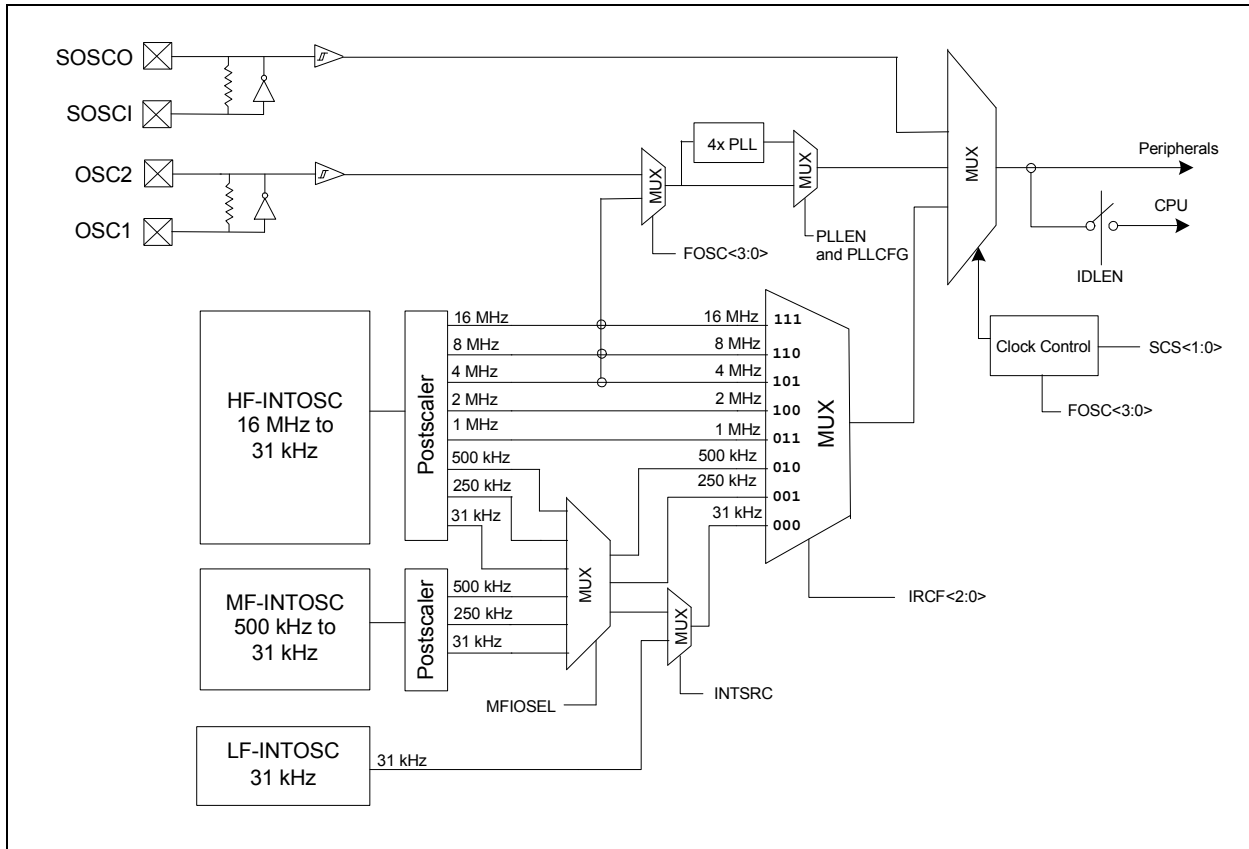 SOSCO
SOSCI
OSC2
OSC1
4x PLL
MUX
MUX
MUX
Peripherals
CPU
FOSC<3:0>
PLLEN
and PLLCFG
IDLEN
Clock Control
SCS<1:0>
FOSC<3:0>
HF-INTOSC
16 MHz to
31 kHz
Postscaler
16 MHz
8 MHz
4 MHz
2 MHz
1 MHz
500 kHz
250 kHz
31 kHz
16 MHz
8 MHz
4 MHz
2 MHz
1 MHz
500 kHz
250 kHz
31 kHz
111
110
101
100
011
010
001
000
MUX
IRCF<2:0>
MF-INTOSC
500 kHz to
31 kHz
Postscaler
500 kHz
250 kHz
31 kHz
MUX
MUX
MFIOSEL
INTSRC
LF-INTOSC
31 kHz
31 kHz